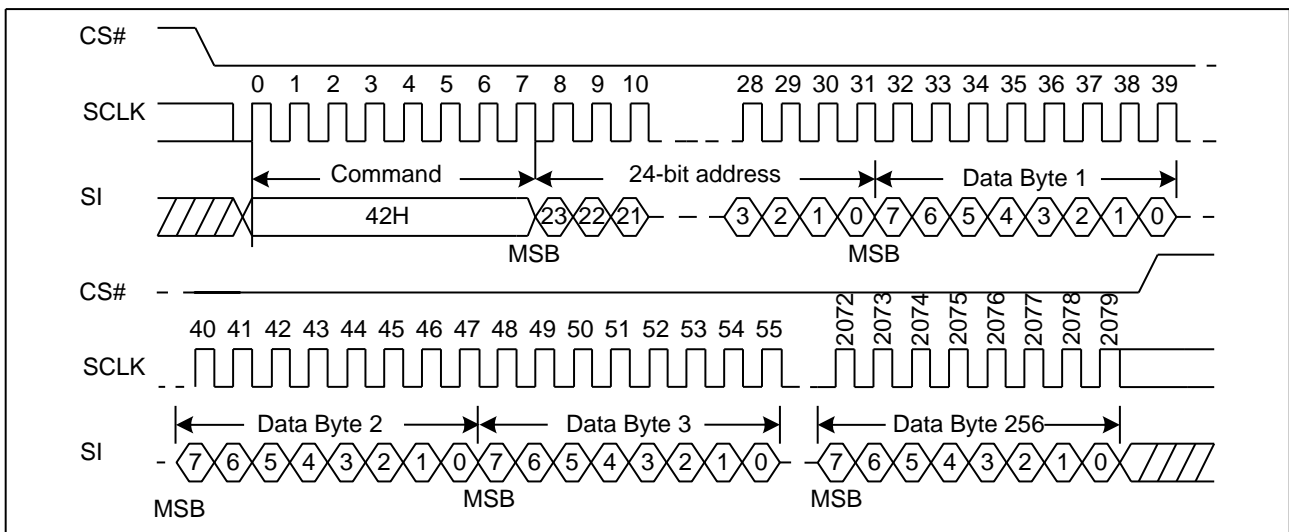 CS#
0 1 2 3 4 5 6 7 8 9 10 28 29 30 31 32 33 34 35 36 37 38 39
SCLK
Command 24-bit address Data Byte 1
SI
42H 23 22 21 3 2 1 0 7 6 5 4 3 2 1 0
MSB MSB
CS#
40 41 42 43 44 45 46 47 48 49 50 51 52 53 54 55 2072 2073 2074 2075 2076 2077 2078 2079
SCLK
Data Byte 2 Data Byte 3 Data Byte 256
SI
7 6 5 4 3 2 1 0 7 6 5 4 3 2 1 0 7 6 5 4 3 2 1 0
MSB MSB MSB